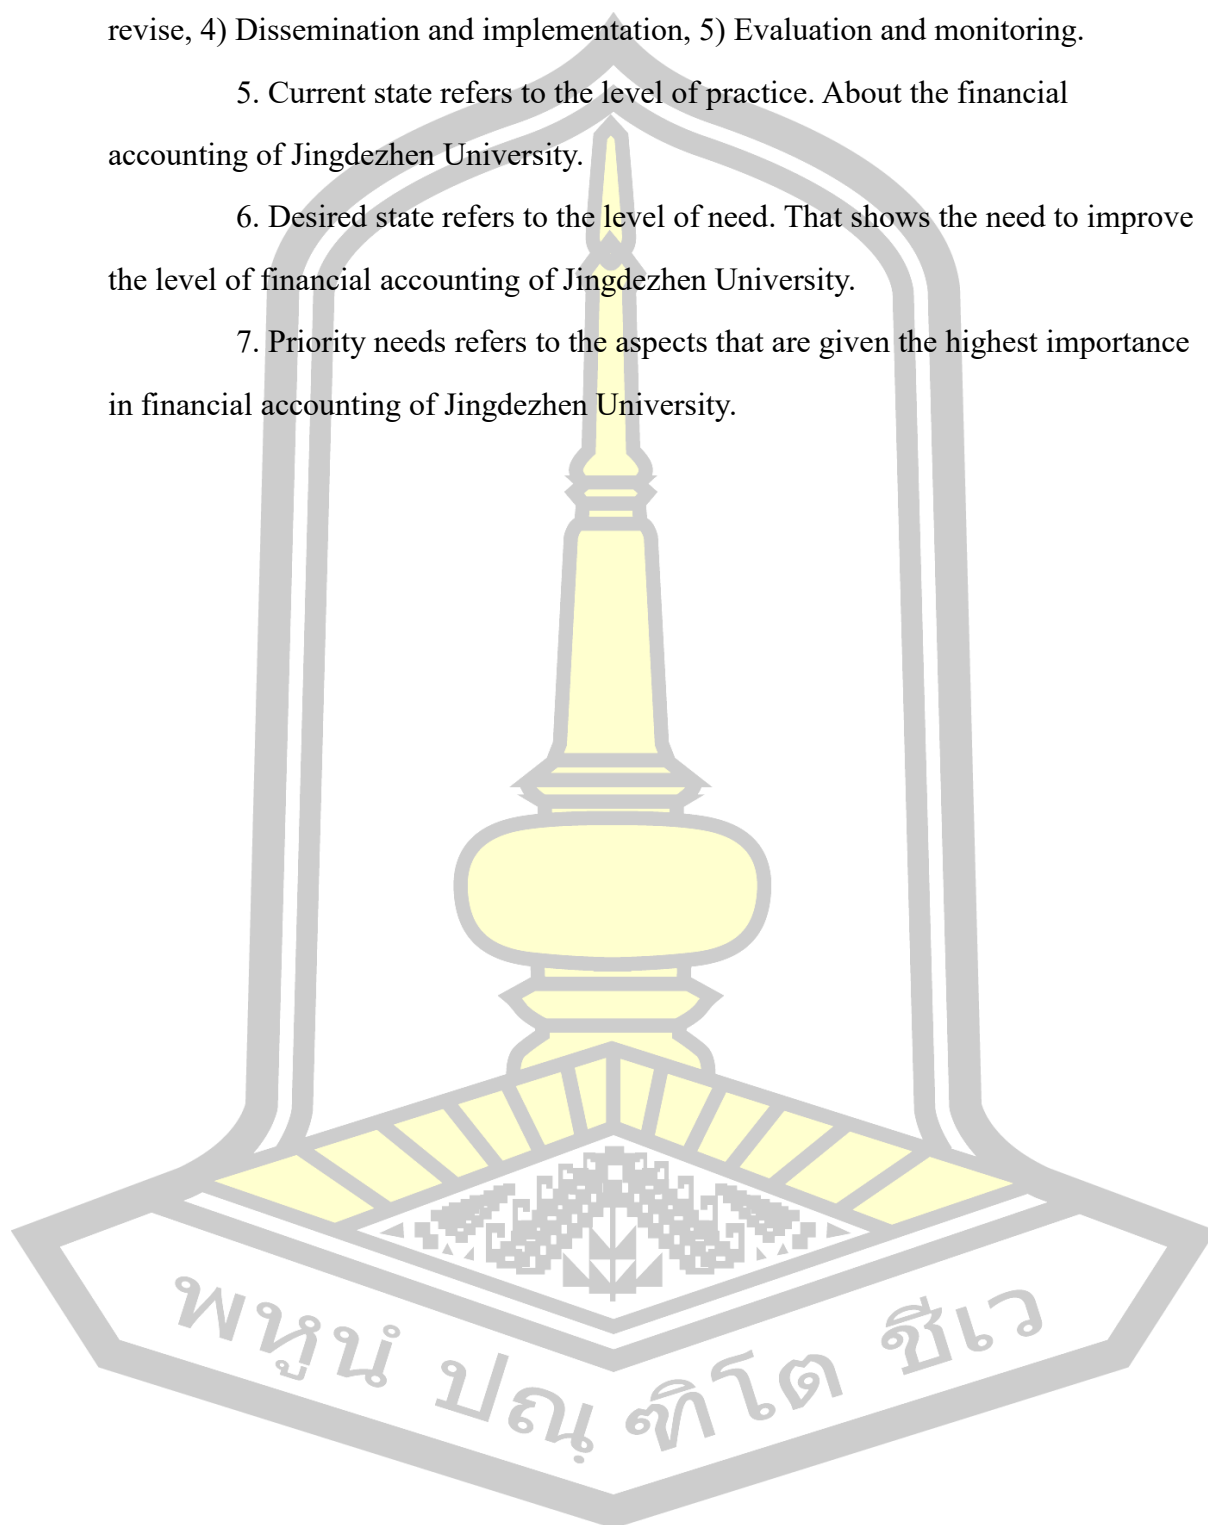 revise, 4) Dissemination and implementation, 5) Evaluation and monitoring.
5. Current state refers to the level of practice. About the financial
accounting of Jingdezhen University.
6. Desired state refers to the level of need. That shows the need to improve
the level of financial accounting of Jingdezhen University.
7. Priority needs refers to the aspects that are given the highest importance
in financial accounting of Jingdezhen University.
พหูนํ ปณฺฑิโต ชีเว